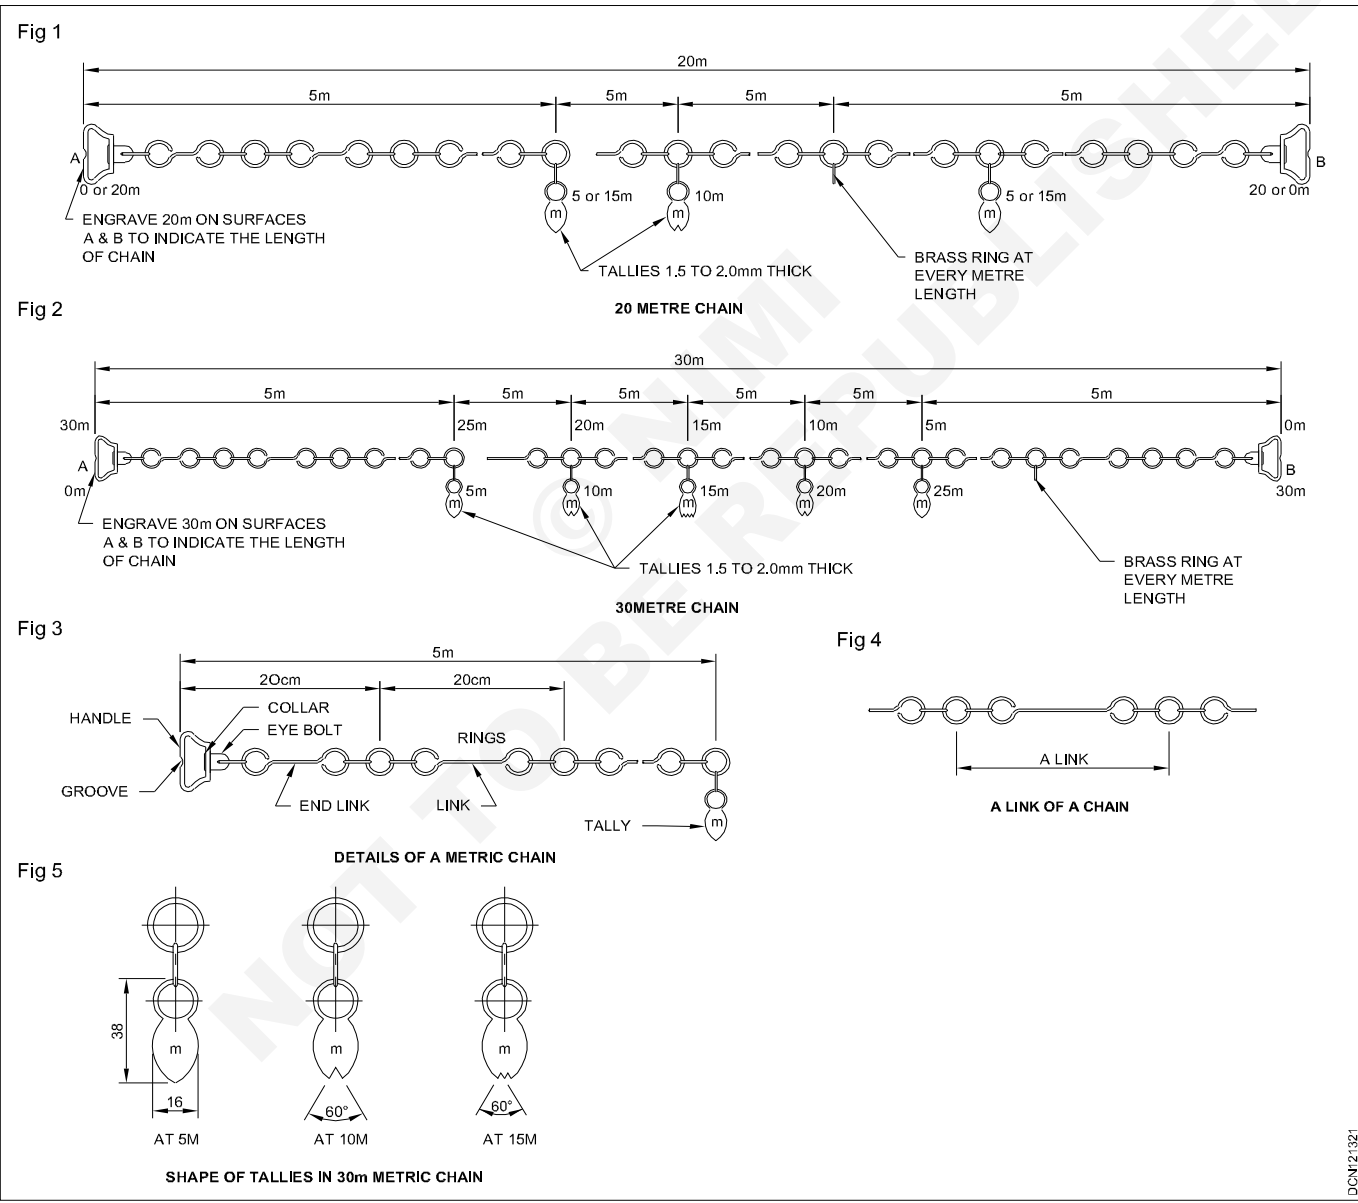 Fig 1
20m
5m 5m 5m 5m
A
B
0 or 20m
5 or 15m
10m
5 or 15m
20 or 0m
m m m
ENGRAVE 20m ON SURFACES
A & B TO INDICATE THE LENGTH
OF CHAIN
TALLIES 1.5 TO 2.0mm THICK
BRASS RING AT
EVERY METRE
LENGTH
20 METRE CHAIN
Fig 2
30m
5m 5m 5m 5m 5m 5m
30m 25m 20m 15m 10m 5m 0m
A
B
0m 5m 10m 15m 20m 25m 30m
m m m m m
ENGRAVE 30m ON SURFACES
A & B TO INDICATE THE LENGTH
OF CHAIN
TALLIES 1.5 TO 2.0mm THICK
BRASS RING AT
EVERY METRE
LENGTH
30METRE CHAIN
Fig 3
5m
2Ocm 20cm
HANDLE
COLLAR
EYE BOLT
RINGS
GROOVE
END LINK
LINK
TALLY
m
DETAILS OF A METRIC CHAIN
Fig 4
A LINK
A LINK OF A CHAIN
Fig 5
38
m m m
16
60°
60°
AT 5M
AT 10M
AT 15M
SHAPE OF TALLIES IN 30m METRIC CHAIN
DCN121321
© NIMI
NOT TO BE REPUBLISHED